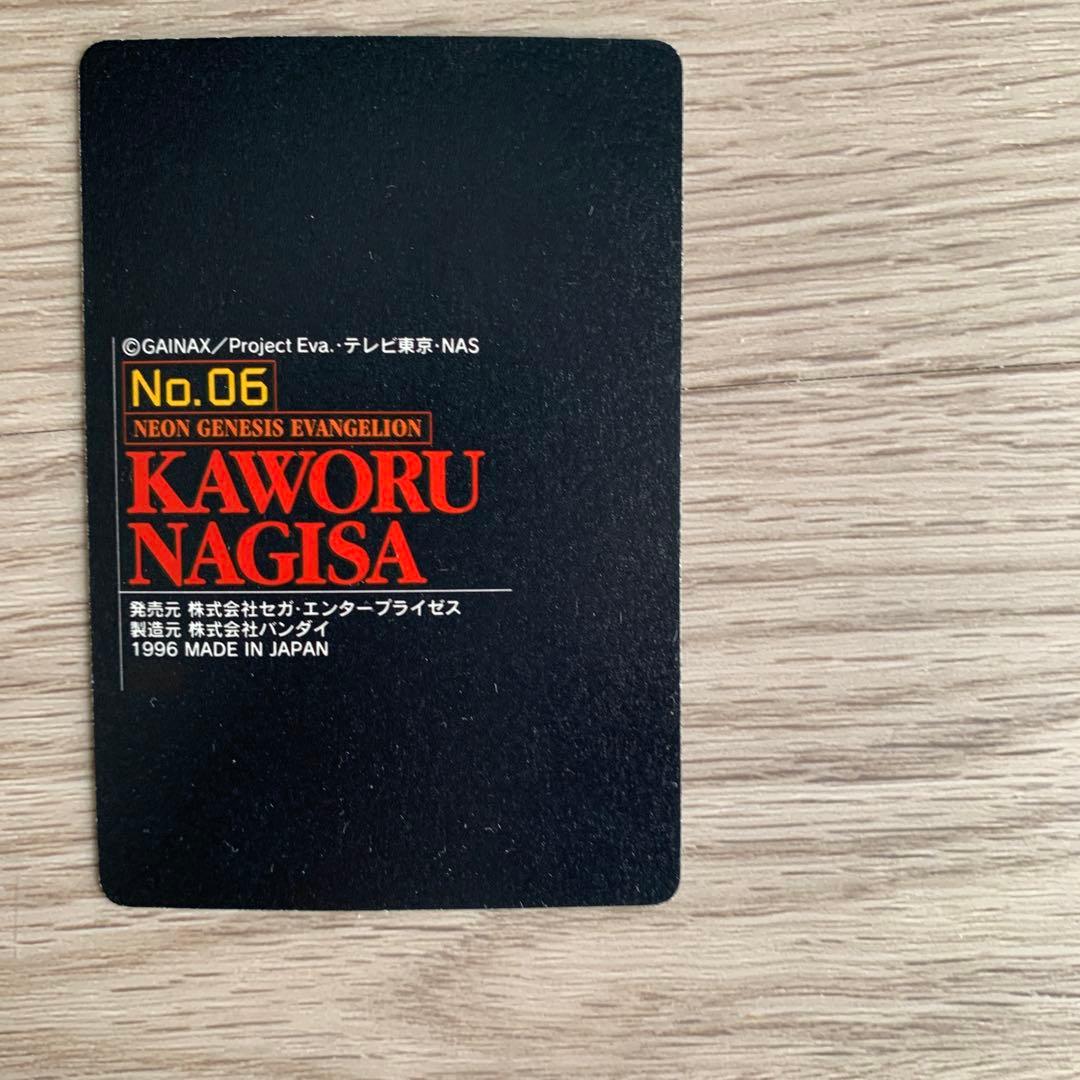 ©GAINAX／Project Eva.･テレビ東京･NAS
No.06
NEON GENESIS EVANGELION
KAWORU
NAGISA
発売元 株式会社セガ･エンタープライゼス
製造元 株式会社バンダイ
1996 MADE IN JAPAN